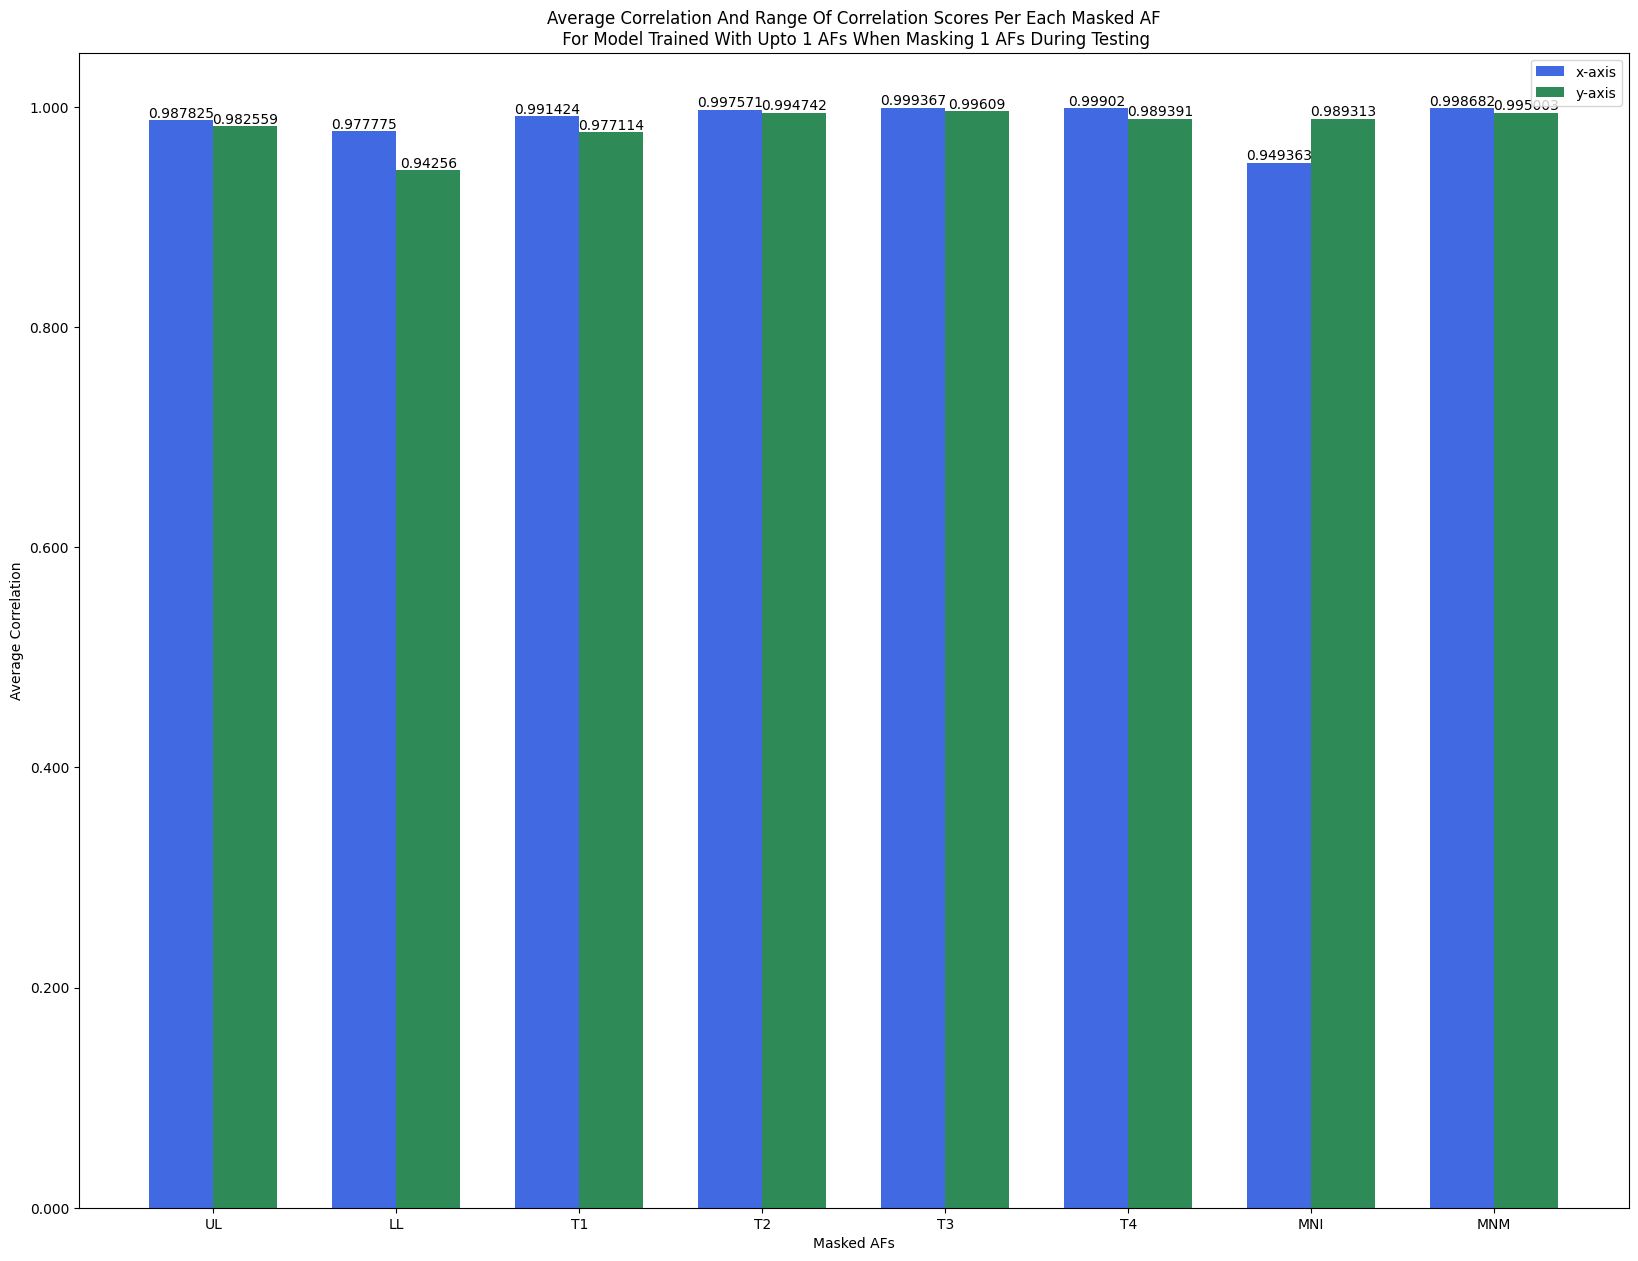 Average Correlation And Range Of Correlation Scores Per Each Masked AF
For Model Trained With Upto 1 AFs When Masking 1 AFs During Testing
x-axis
y-axis
1.000
0.800
0.600
0.400
0.200
0.000
Average Correlation
0.987825
0.982559
0.977775
0.94256
0.991424
0.977114
0.997571
0.994742
0.999367
0.99609
0.99902
0.989391
0.949363
0.989313
0.998682
0.995003
UL
LL
T1
T2
T3
T4
MNI
MNM
Masked AFs